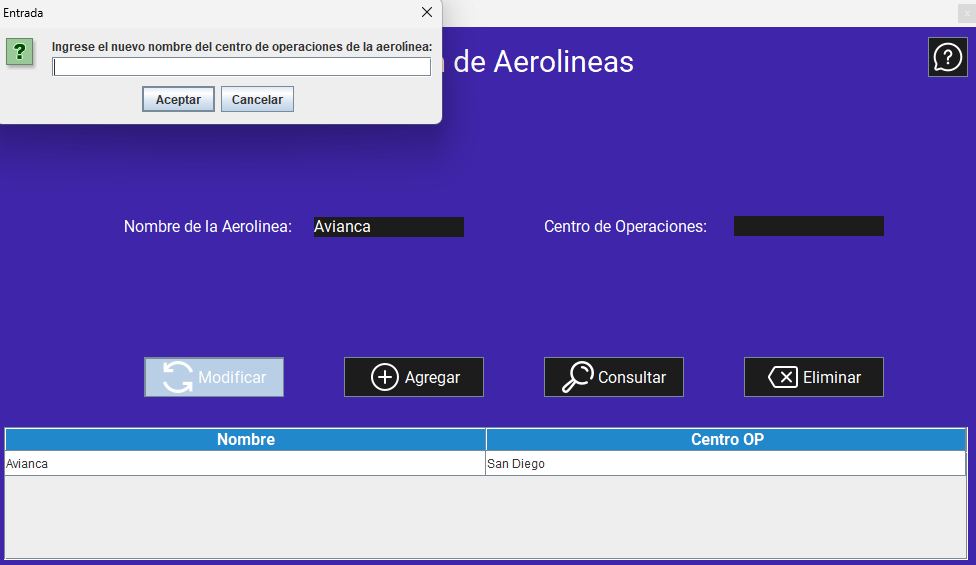 Entrada
Ingrese el nuevo nombre del centro de operaciones de la aerolínea:
Aceptar Cancelar
de Aerolineas
Nombre de la Aerolinea: Avianca Centro de Operaciones:
Modificar Agregar Consultar Eliminar
Nombre Centro OP
Avianca San Diego